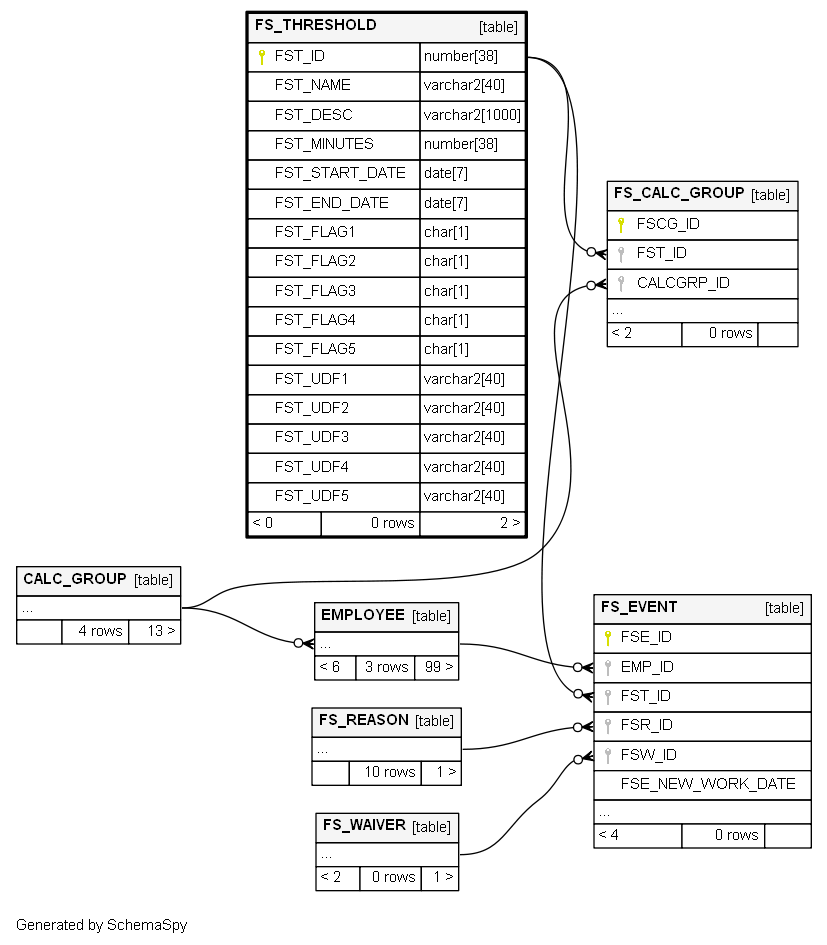 FS_THRESHOLD [table]
FST_ID number[38]
FST_NAME varchar2[40]
FST_DESC varchar2[1000]
FST_MINUTES number[38]
FST_START_DATE date[7]
FST_END_DATE date[7]
FST_FLAG1 char[1]
FST_FLAG2 char[1]
FST_FLAG3 char[1]
FST_FLAG4 char[1]
FST_FLAG5 char[1]
FST_UDF1 varchar2[40]
FST_UDF2 varchar2[40]
FST_UDF3 varchar2[40]
FST_UDF4 varchar2[40]
FST_UDF5 varchar2[40]
< 0 0 rows 2 >
FS_CALC_GROUP [table]
FSCG_ID
FST_ID
CALCGRP_ID
...
< 2 0 rows
CALC_GROUP [table]
...
4 rows 13 >
EMPLOYEE [table]
...
< 6 3 rows 99 >
FS_REASON [table]
...
10 rows 1 >
FS_WAIVER [table]
...
< 2 0 rows 1 >
FS_EVENT [table]
FSE_ID
EMP_ID
FST_ID
FSR_ID
FSW_ID
FSE_NEW_WORK_DATE
...
< 4 0 rows
Generated by SchemaSpy